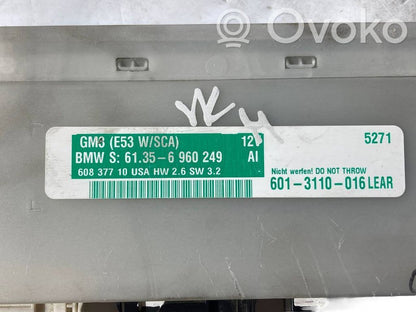 Ovoko
GM3 (E53 W/SCA) 12V 5271
BMW S: 61.35-6 960 249 AI
608 377 10 USA HW 2.6 SW 3.2
Nicht werfen! DO NOT THROW
601-3110-016 LEAR